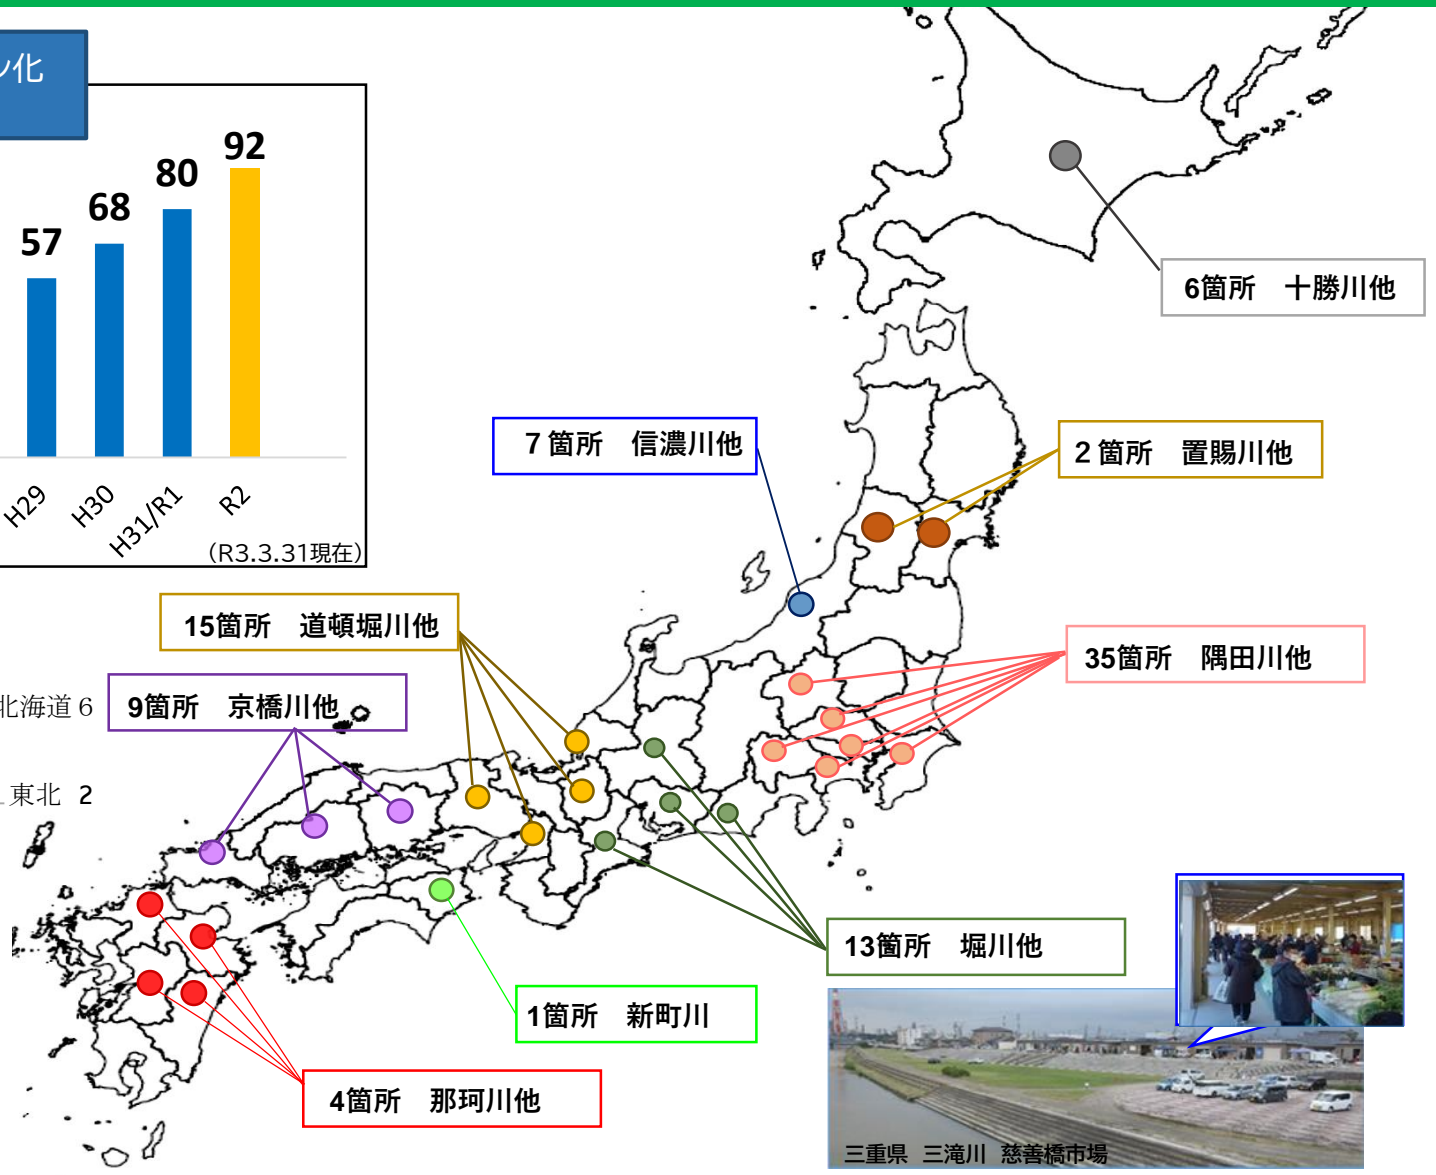 ン化
57
68
80
92
H29
H30
H31/R1
R2
(R3.3.31現在)
6箇所 十勝川他
７箇所 信濃川他
２箇所 置賜川他
15箇所 道頓堀川他
35箇所 隅田川他
北海道 6
9箇所 京橋川他
東北 2
13箇所 堀川他
1箇所 新町川
4箇所 那珂川他
三重県 三滝川 慈善橋市場